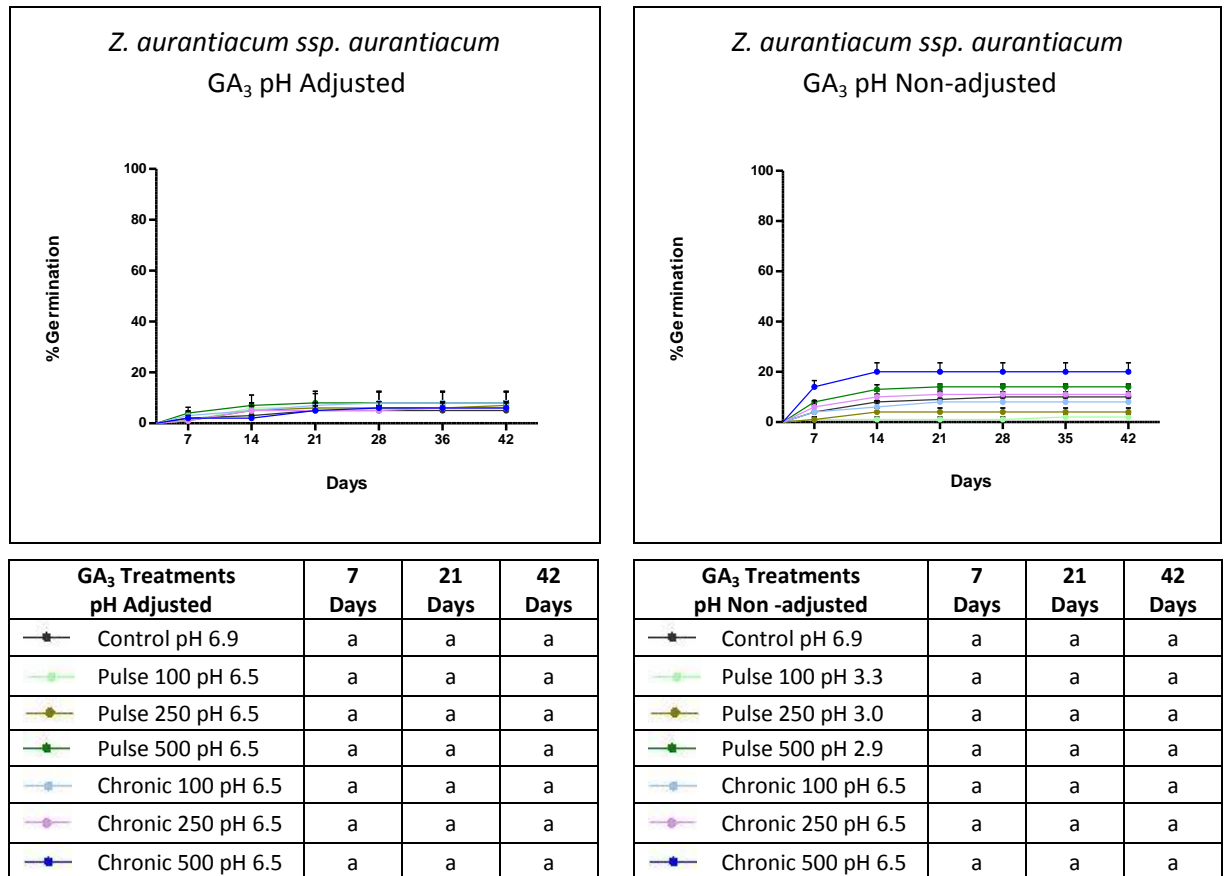 Z. aurantiacum ssp. aurantiacum
GA3 pH Adjusted
100
80
60
40
20
0
%Germination
7 14 21 28 36 42
Days
Z. aurantiacum ssp. aurantiacum
GA3 pH Non-adjusted
100
80
60
40
20
0
%Germination
7 14 21 28 35 42
Days
GA3 Treatments 7 21 42
pH Adjusted Days Days Days
Control pH 6.9 a a a
Pulse 100 pH 6.5 a a a
Pulse 250 pH 6.5 a a a
Pulse 500 pH 6.5 a a a
Chronic 100 pH 6.5 a a a
Chronic 250 pH 6.5 a a a
Chronic 500 pH 6.5 a a a
GA3 Treatments 7 21 42
pH Non -adjusted Days Days Days
Control pH 6.9 a a a
Pulse 100 pH 3.3 a a a
Pulse 250 pH 3.0 a a a
Pulse 500 pH 2.9 a a a
Chronic 100 pH 6.5 a a a
Chronic 250 pH 6.5 a a a
Chronic 500 pH 6.5 a a a